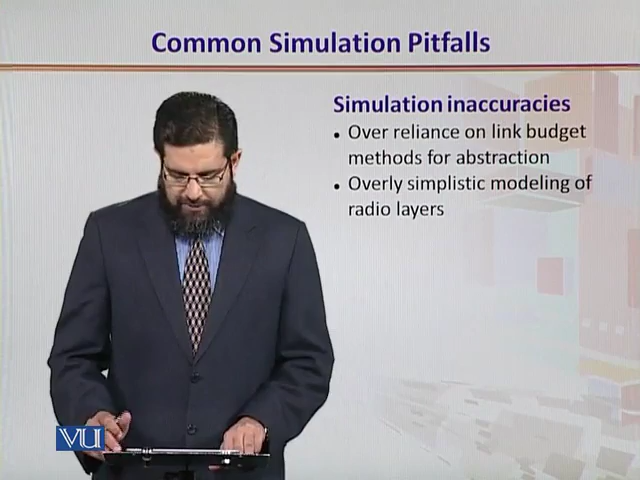 Common Simulation Pitfalls
Simulation inaccuracies
• Over reliance on link budget
methods for abstraction
• Overly simplistic modeling of
radio layers
VU